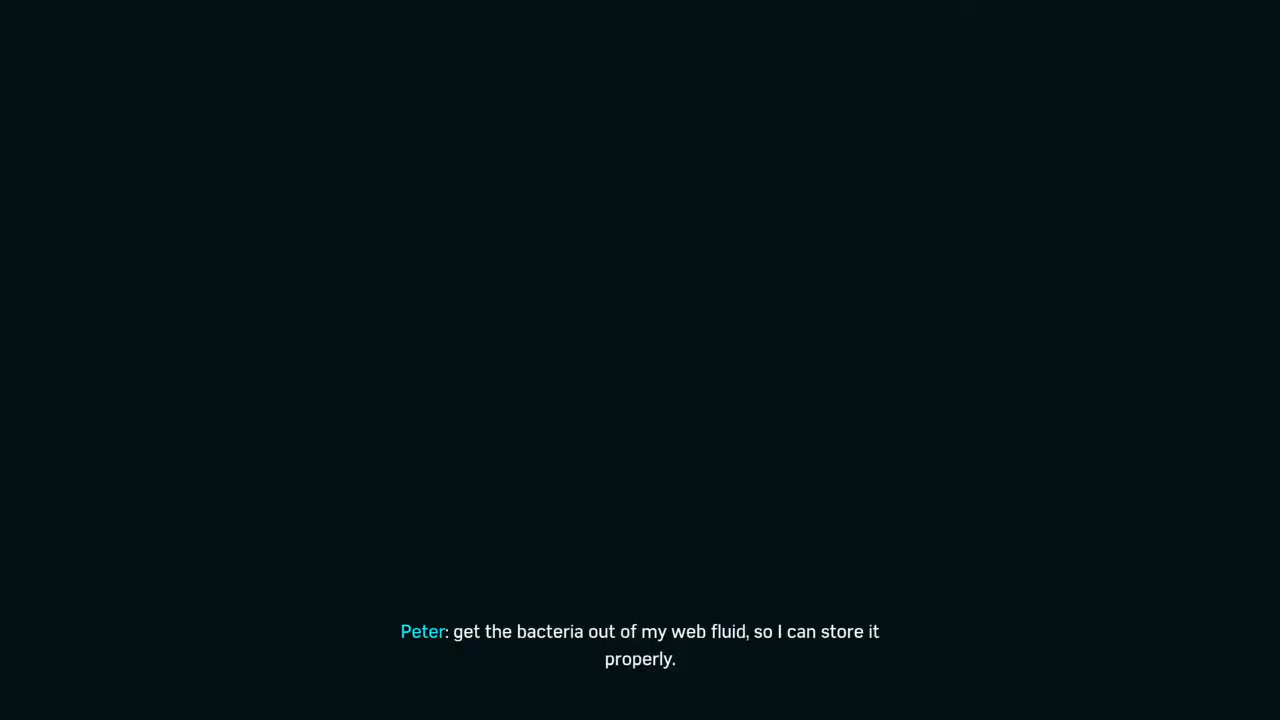 Peter: get the bacteria out of my web fluid, so I can store it
properly.